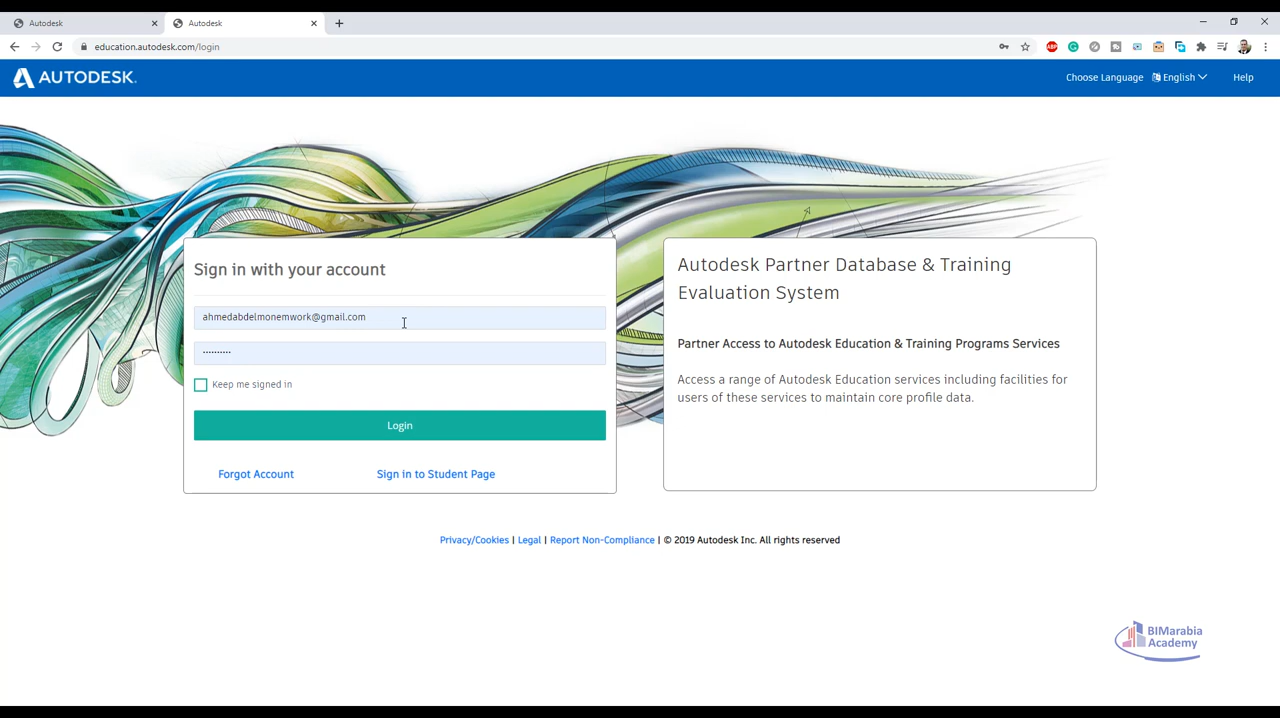 Autodesk
Autodesk
education.autodesk.com/login
ABP
AUTODESK.
Choose Language
English
Help
Sign in with your account
ahmedabdelmonemwork@gmail.com
••••••••••
Keep me signed in
Login
Forgot Account
Sign in to Student Page
Autodesk Partner Database & Training
Evaluation System
Partner Access to Autodesk Education & Training Programs Services
Access a range of Autodesk Education services including facilities for
users of these services to maintain core profile data.
Privacy/Cookies | Legal | Report Non-Compliance | © 2019 Autodesk Inc. All rights reserved
BIMarabia
Academy